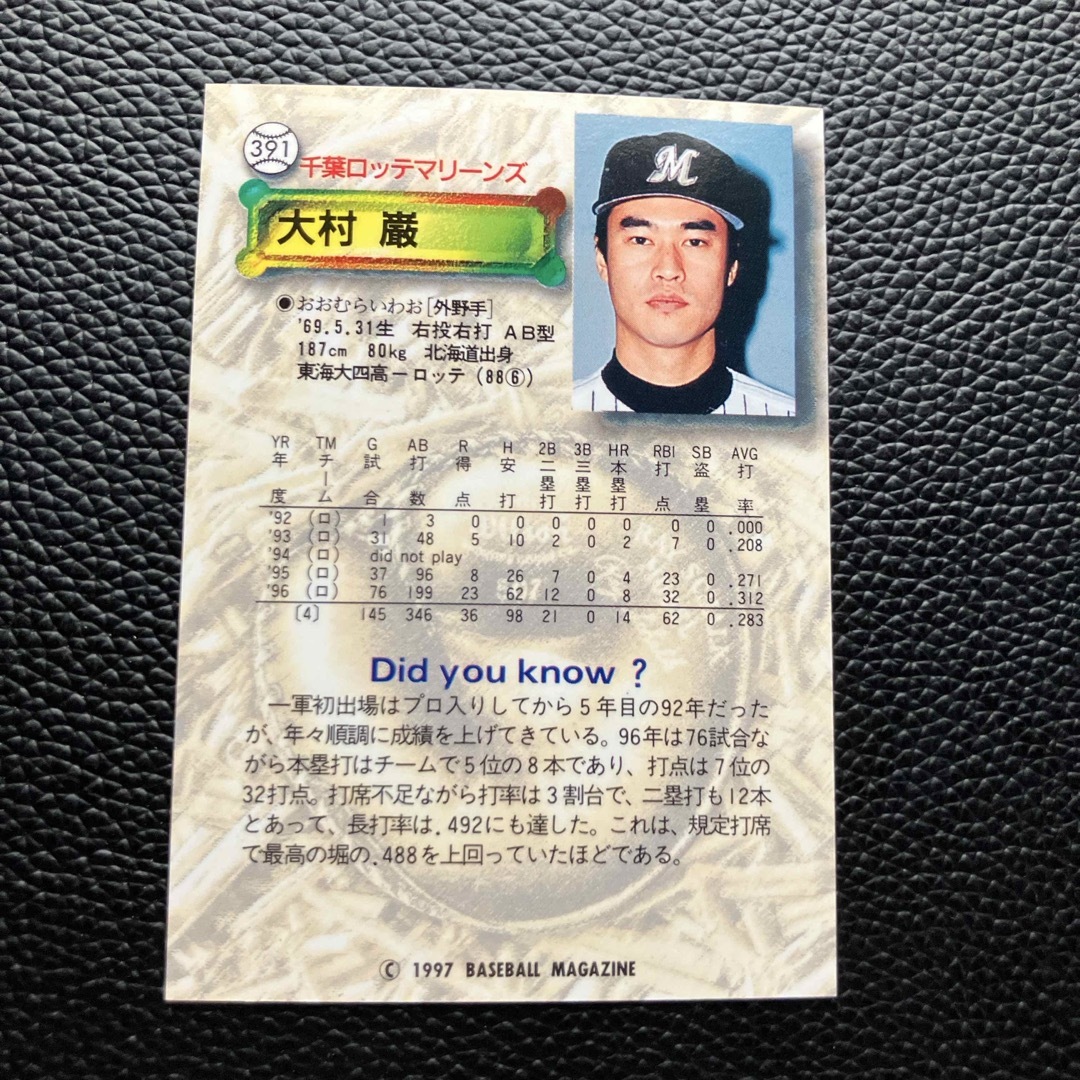 391
千葉ロッテマリーンズ
大村 巌
M
●おおむらいわお[外野手]
'69.5.31生 右投右打 AB型
187cm 80kg 北海道出身
東海大四高ーロッテ(88⑥)
YR TM G AB R H 2B 3B HR RBI SB AVG
年度 チーム 試合 打数 得点 安打 二塁打 三塁打 本塁打 打点 盗塁 打率
'92 (ロ) 1 3 0 0 0 0 0 0 0 .000
'93 (ロ) 31 48 5 10 2 0 2 7 0 .208
'94 (ロ) did not play
'95 (ロ) 37 96 8 26 7 0 4 23 0 .271
'96 (ロ) 76 199 23 62 12 0 8 32 0 .312
〔4〕 145 346 36 98 21 0 14 62 0 .283
Did you know ?
一軍初出場はプロ入りしてから5年目の92年だった
が、年々順調に成績を上げてきている。96年は76試合な
がら本塁打はチームで5位の8本であり、打点は7位の
32打点。打席不足ながら打率は3割台で、二塁打も12本
とあって、長打率は.492にも達した。これは、規定打席
で最高の堀の.488を上回っていたほどである。
© 1997 BASEBALL MAGAZINE